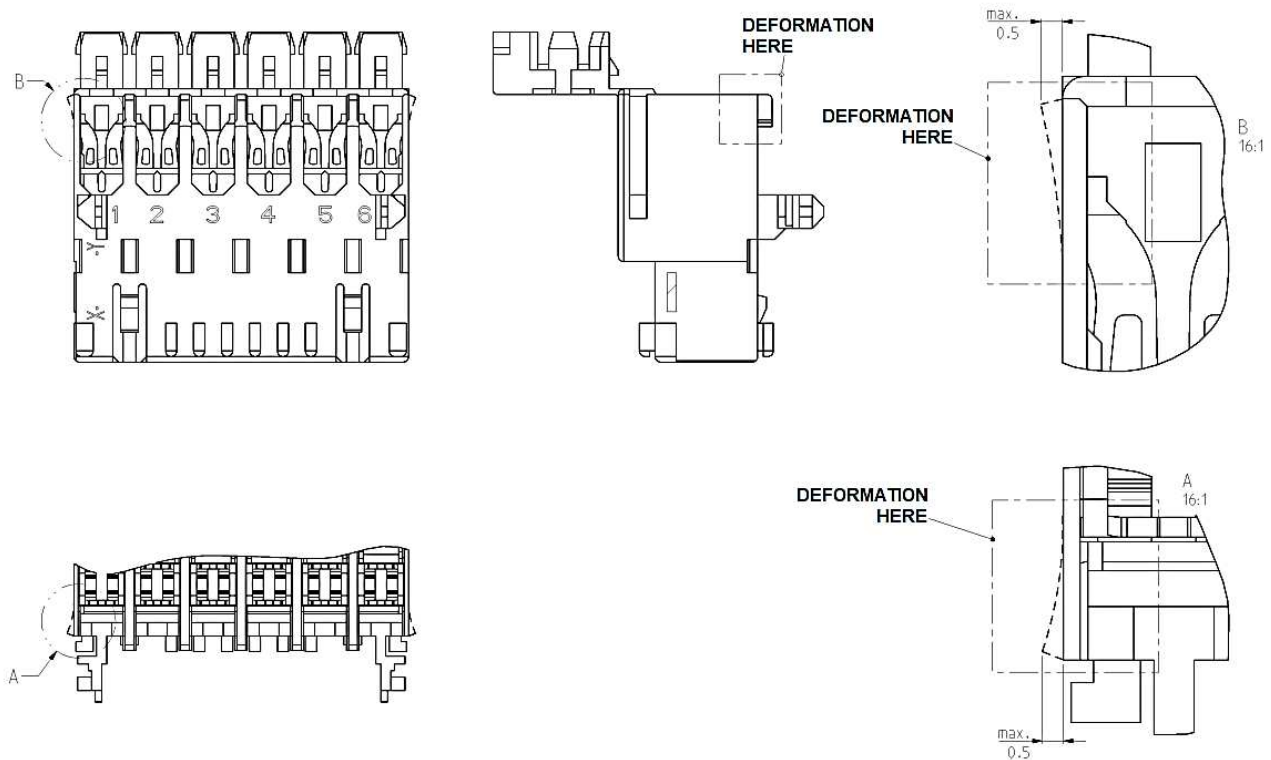 DEFORMATION
HERE
max.
0.5
B
DEFORMATION
HERE
B
16:1
1 2 3 4 5 6
-Y
X-
DEFORMATION
HERE
A
16:1
A
max.
0.5